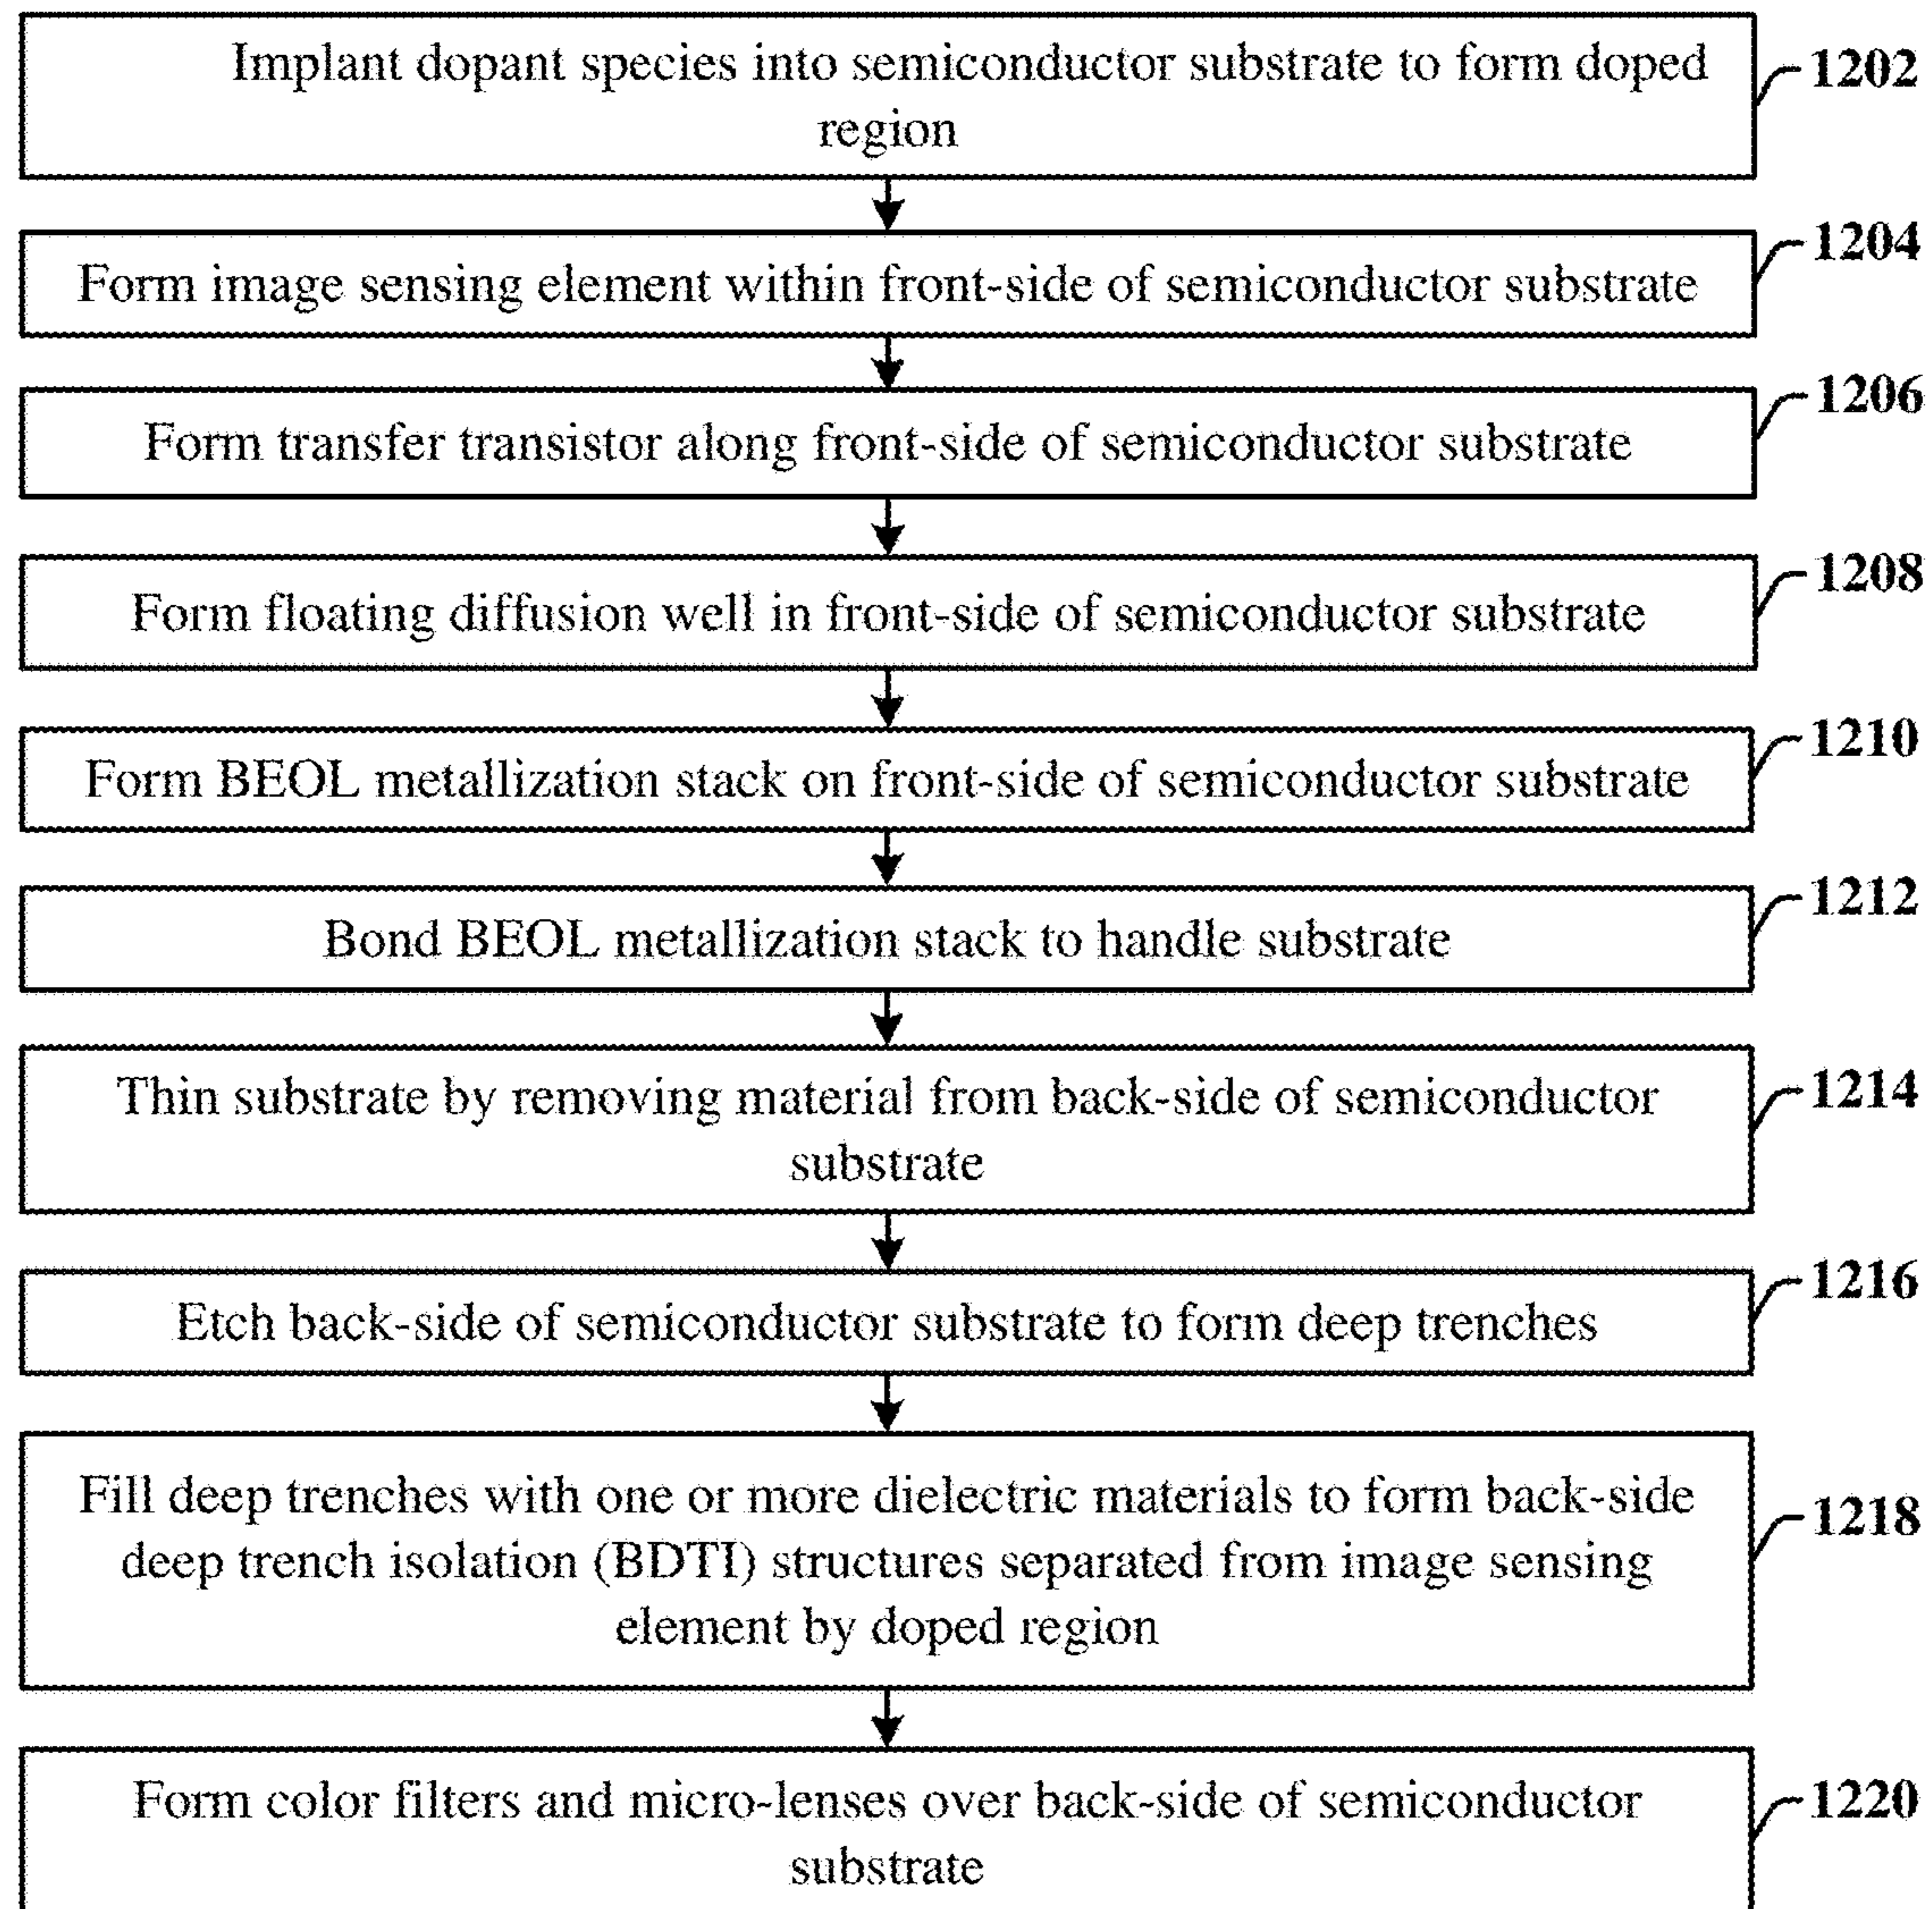 Implant dopant species into semiconductor substrate to form doped
region
1202
Form image sensing element within front-side of semiconductor substrate
1204
Form transfer transistor along front-side of semiconductor substrate
1206
Form floating diffusion well in front-side of semiconductor substrate
1208
Form BEOL metallization stack on front-side of semiconductor substrate
1210
Bond BEOL metallization stack to handle substrate
1212
Thin substrate by removing material from back-side of semiconductor
substrate
1214
Etch back-side of semiconductor substrate to form deep trenches
1216
Fill deep trenches with one or more dielectric materials to form back-side
deep trench isolation (BDTI) structures separated from image sensing
element by doped region
1218
Form color filters and micro-lenses over back-side of semiconductor
substrate
1220